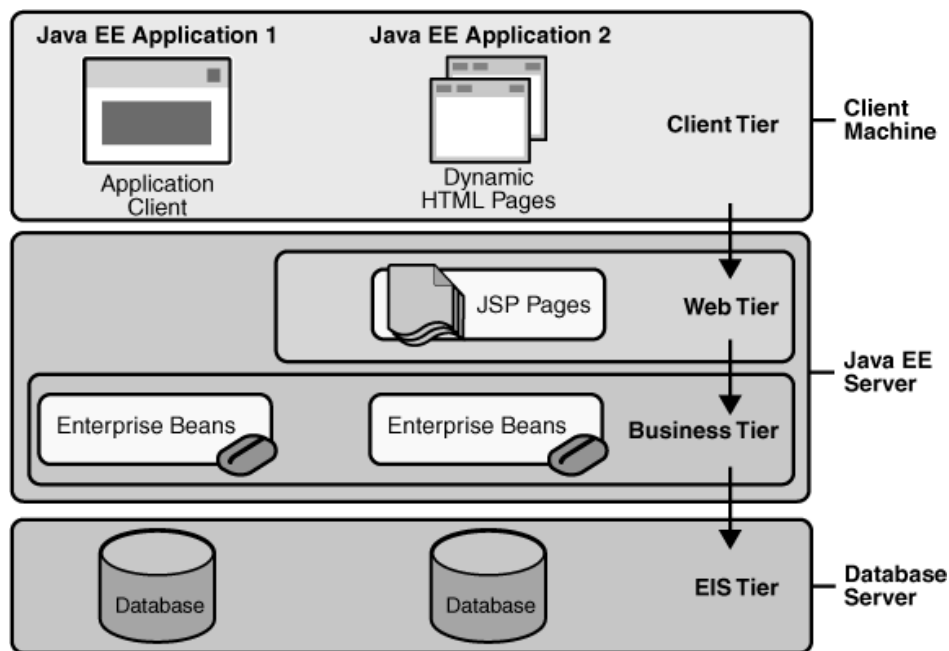 Java EE Application 1
Java EE Application 2
Application
Client
Dynamic
HTML Pages
Client Tier
Client
Machine
JSP Pages
Web Tier
Java EE
Server
Enterprise Beans
Enterprise Beans
Business Tier
Database
Database
EIS Tier
Database
Server